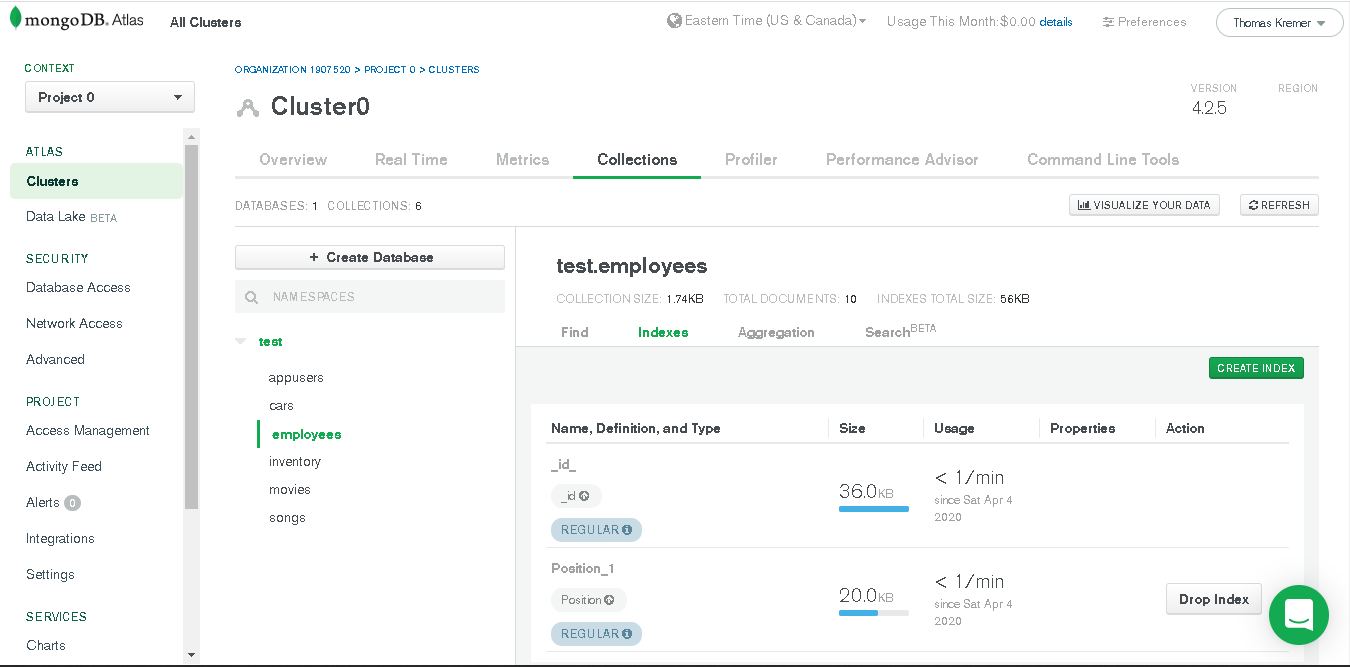 mongoDB. Atlas
All Clusters
Eastern Time (US & Canada)
Usage This Month:$0.00 details
Preferences
Thomas Kremer
CONTEXT
Project 0
ATLAS
Clusters
Data Lake BETA
SECURITY
Database Access
Network Access
Advanced
PROJECT
Access Management
Activity Feed
Alerts 0
Integrations
Settings
SERVICES
Charts
ORGANIZATION 1907520 > PROJECT 0 > CLUSTERS
Cluster0
VERSION
4.2.5
REGION
Overview
Real Time
Metrics
Collections
Profiler
Performance Advisor
Command Line Tools
DATABASES: 1 COLLECTIONS: 6
VISUALIZE YOUR DATA
REFRESH
+ Create Database
NAMESPACES
test
appusers
cars
employees
inventory
movies
songs
test.employees
COLLECTION SIZE: 1.74KB TOTAL DOCUMENTS: 10 INDEXES TOTAL SIZE: 56KB
Find
Indexes
Aggregation
Search BETA
CREATE INDEX
Name, Definition, and Type
Size
Usage
Properties
Action
_id_
_id
REGULAR
36.0KB
< 1/min
since Sat Apr 4
2020
Position_1
Position
REGULAR
20.0KB
< 1/min
since Sat Apr 4
2020
Drop Index